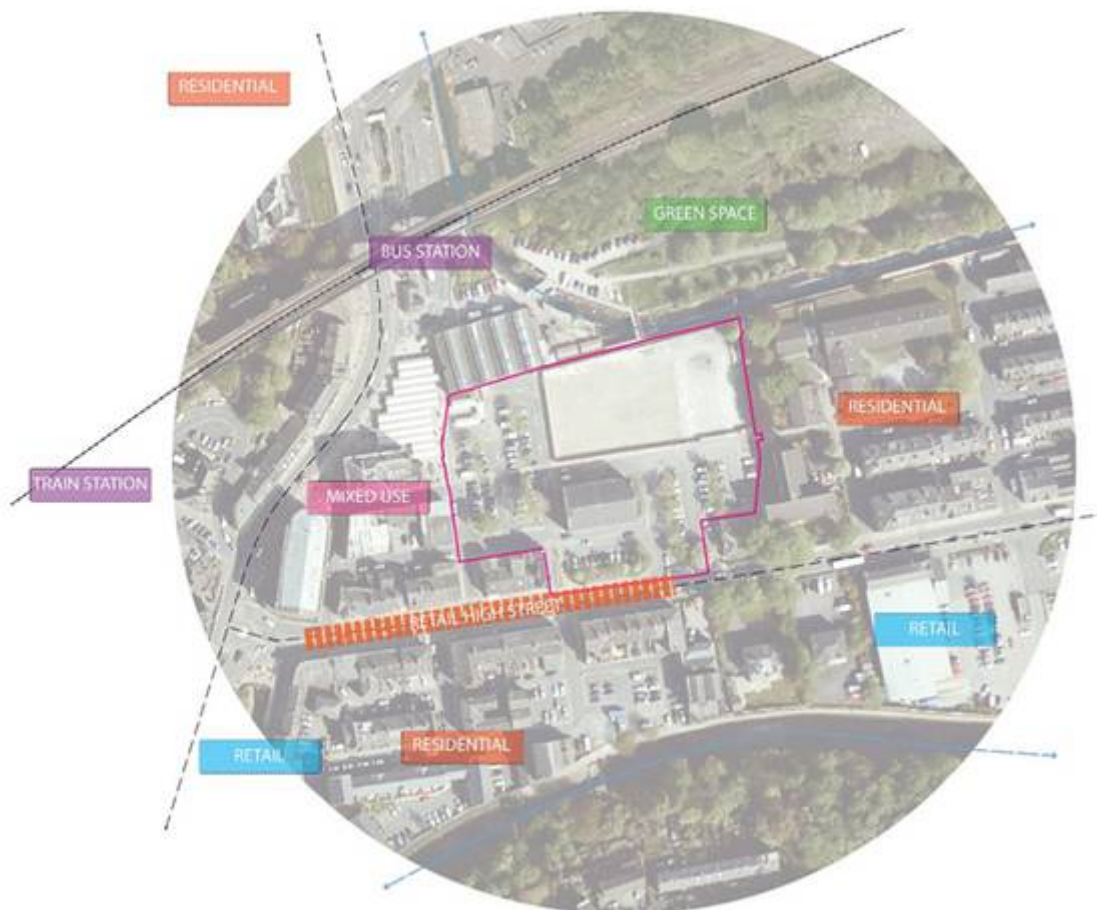 RESIDENTIAL
GREEN SPACE
BUS STATION
RESIDENTIAL
TRAIN STATION
MIXED USE
RETAIL HIGH STREET
RETAIL
RETAIL
RESIDENTIAL